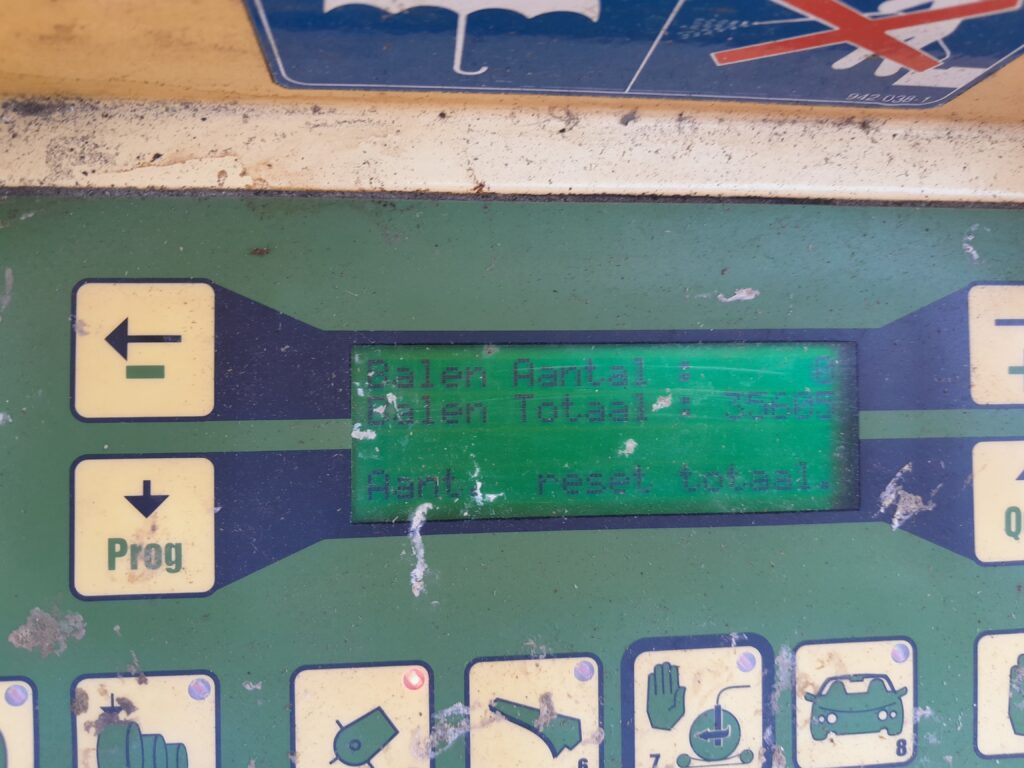 942-038-1
Balen Aantal : 0
Balen Totaal : 35605
Aant. reset totaal.
Prog
Q
6
7
8